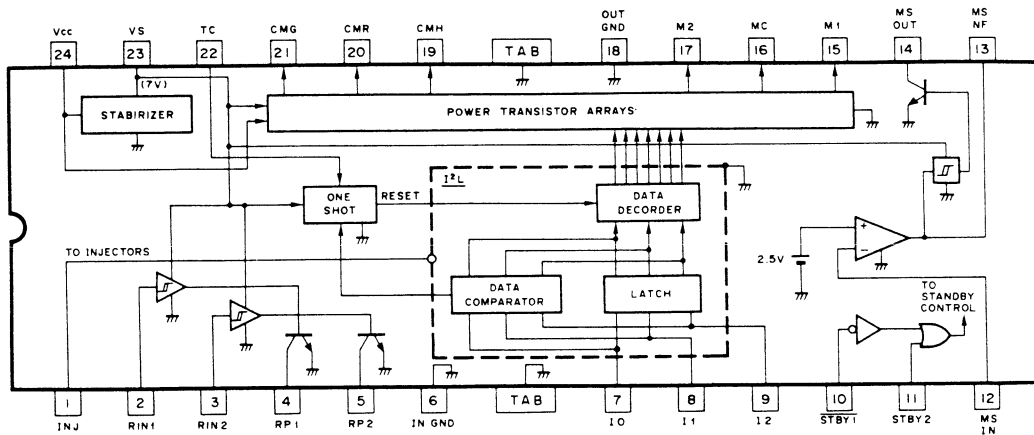 Vcc VS TC CMG CMR CMH OUT GND M2 MC M1 MS OUT MS NF
24 23 22 21 20 19 TAB 18 17 16 15 14 13
(7V)
STABIRIZER
POWER TRANSISTOR ARRAYS
I²L
ONE SHOT
RESET
DATA DECORDER
TO INJECTORS
2.5V
+
−
DATA COMPARATOR
LATCH
TO STANDBY CONTROL
1 2 3 4 5 6 TAB 7 8 9 10 11 12
INJ RIN1 RIN2 RP1 RP2 IN GND I0 I1 I2 STBY1 STBY2 MS IN